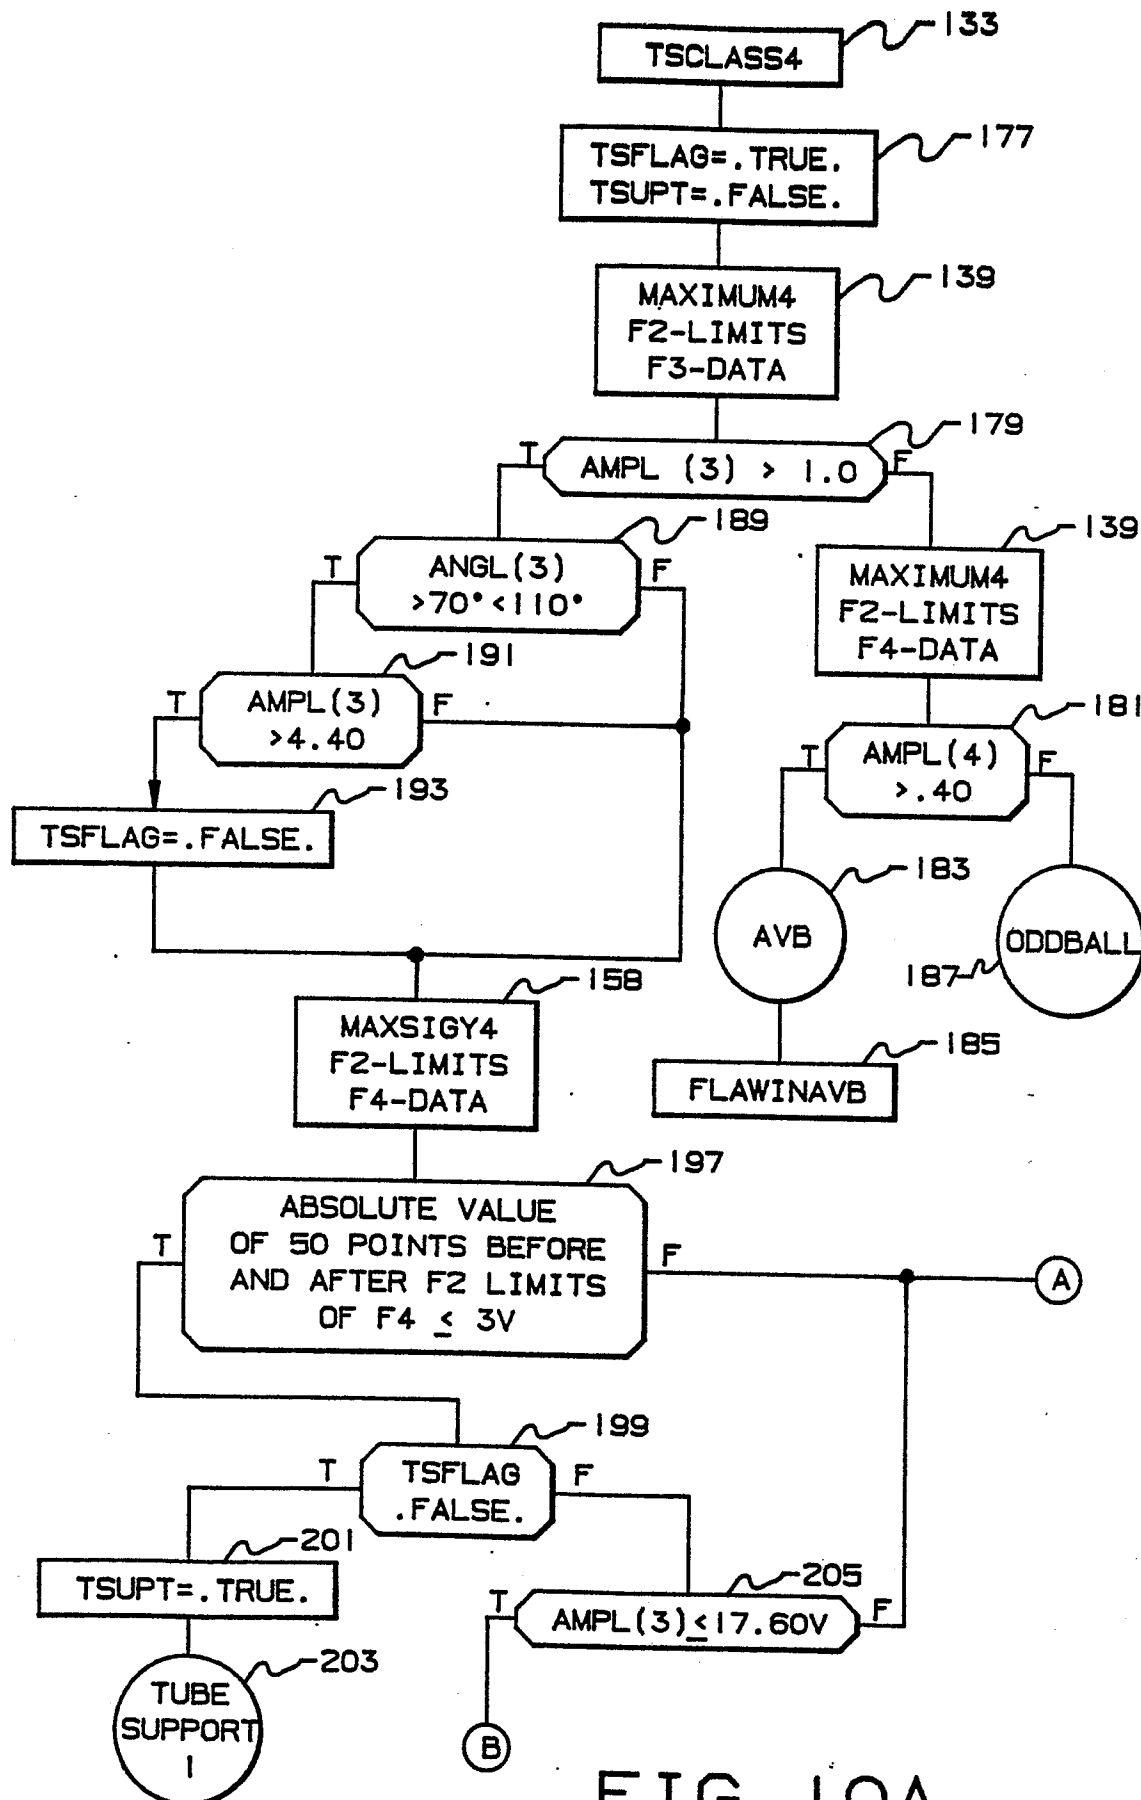 133
TSCLASS4
177
TSFLAG=.TRUE.
TSUPT=.FALSE.
139
MAXIMUM4
F2-LIMITS
F3-DATA
179
T
AMPL (3) > 1.0
F
189
T
ANGL(3)
>70° <110°
F
139
MAXIMUM4
F2-LIMITS
F4-DATA
191
T
AMPL(3)
>4.40
F
181
T
AMPL(4)
>.40
F
193
TSFLAG=.FALSE.
183
AVB
ODDBALL
187
158
MAXSIGY4
F2-LIMITS
F4-DATA
185
FLAWINAVB
197
T
ABSOLUTE VALUE
OF 50 POINTS BEFORE
AND AFTER F2 LIMITS
OF F4 ≤ 3V
F
A
199
T
TSFLAG
.FALSE.
F
201
TSUPT=.TRUE.
205
T
AMPL(3)≤17.60V
F
203
TUBE
SUPPORT
1
B
FIG. 10A